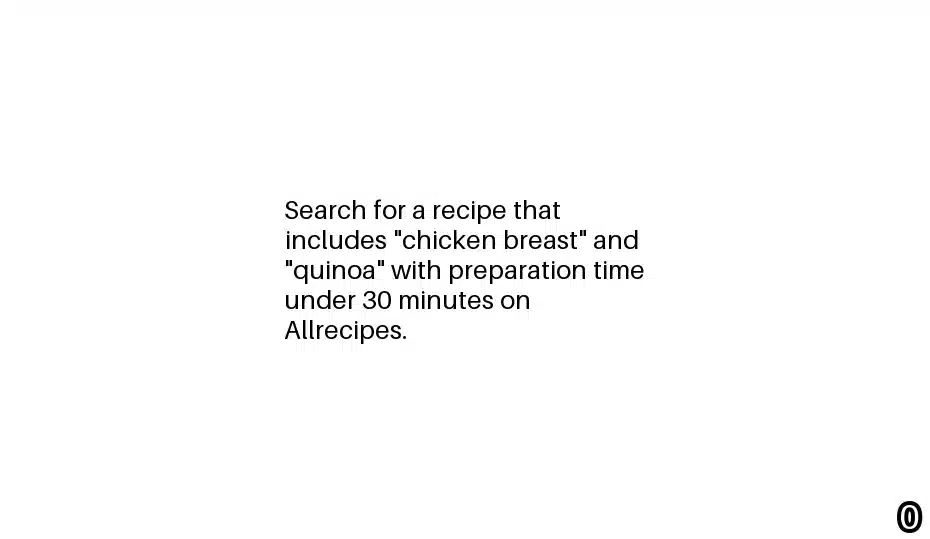 Search for a recipe that
includes "chicken breast" and
"quinoa" with preparation time
under 30 minutes on
Allrecipes.
0